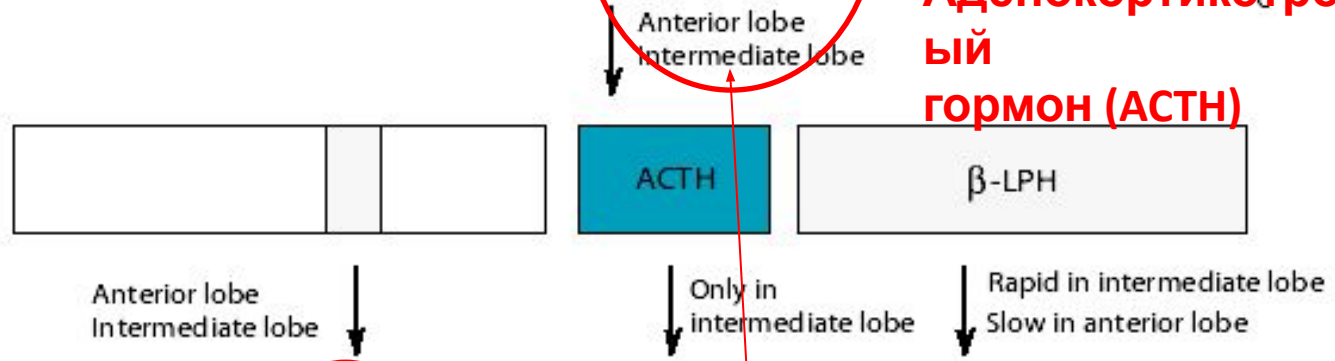 Anterior lobe
Intermediate lobe
ый
гормон (ACTH)
ACTH
β-LPH
Anterior lobe
Intermediate lobe
Only in
intermediate lobe
Rapid in intermediate lobe
Slow in anterior lobe